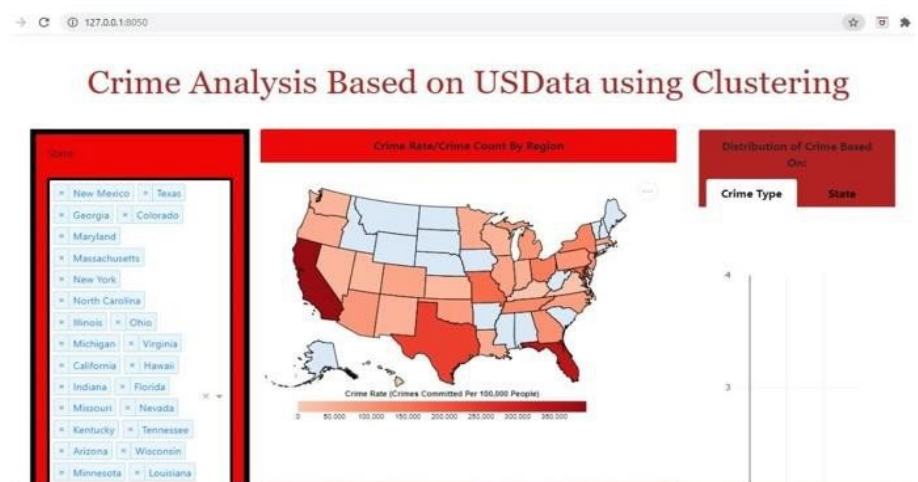 127.0.0.1:8050
Crime Analysis Based on USData using Clustering
State
× New Mexico × Texas
× Georgia × Colorado
× Maryland
× Massachusetts
× New York
× North Carolina
× Illinois × Ohio
× Michigan × Virginia
× California × Hawaii
× Indiana × Florida
× Missouri × Nevada
× Kentucky × Tennessee
× Arizona × Wisconsin
× Minnesota × Louisiana
Crime Rate/Crime Count By Region
Crime Rate (Crimes Committed Per 100,000 People)
0 50,000 100,000 150,000 200,000 250,000 300,000 350,000
Distribution of Crime Based
On:
Crime Type State
4
3